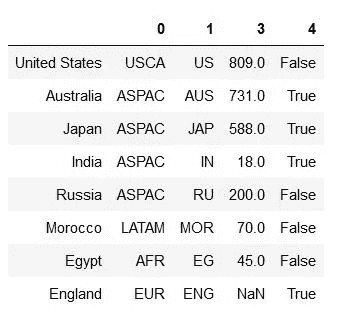 0 1 3 4
United States USCA US 809.0 False
Australia ASPAC AUS 731.0 True
Japan ASPAC JAP 588.0 True
India ASPAC IN 18.0 True
Russia ASPAC RU 200.0 False
Morocco LATAM MOR 70.0 False
Egypt AFR EG 45.0 False
England EUR ENG NaN True